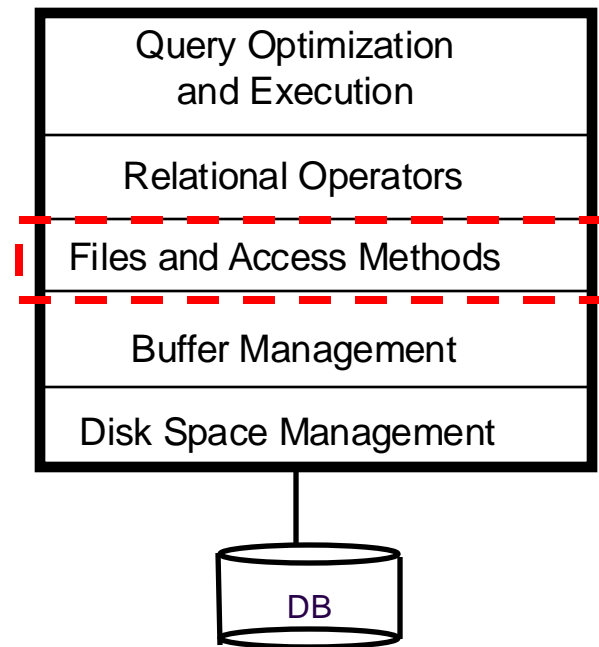 Query Optimization
and Execution
Relational Operators
Files and Access Methods
Buffer Management
Disk Space Management
DB